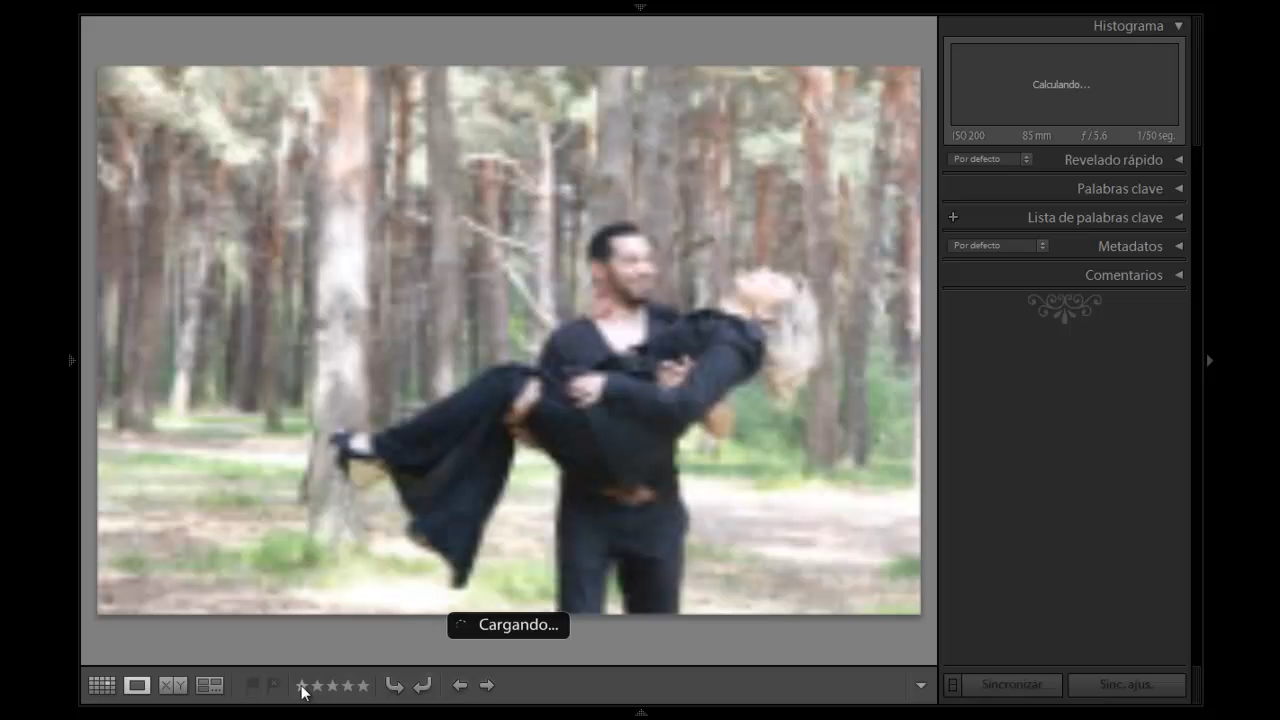 Histograma
Calculando...
ISO 200 85 mm ƒ / 5.6 1/50 seg.
Por defecto Revelado rápido
Palabras clave
+ Lista de palabras clave
Por defecto Metadatos
Comentarios
Cargando...
XY
Sincronizar... Sinc. ajus.